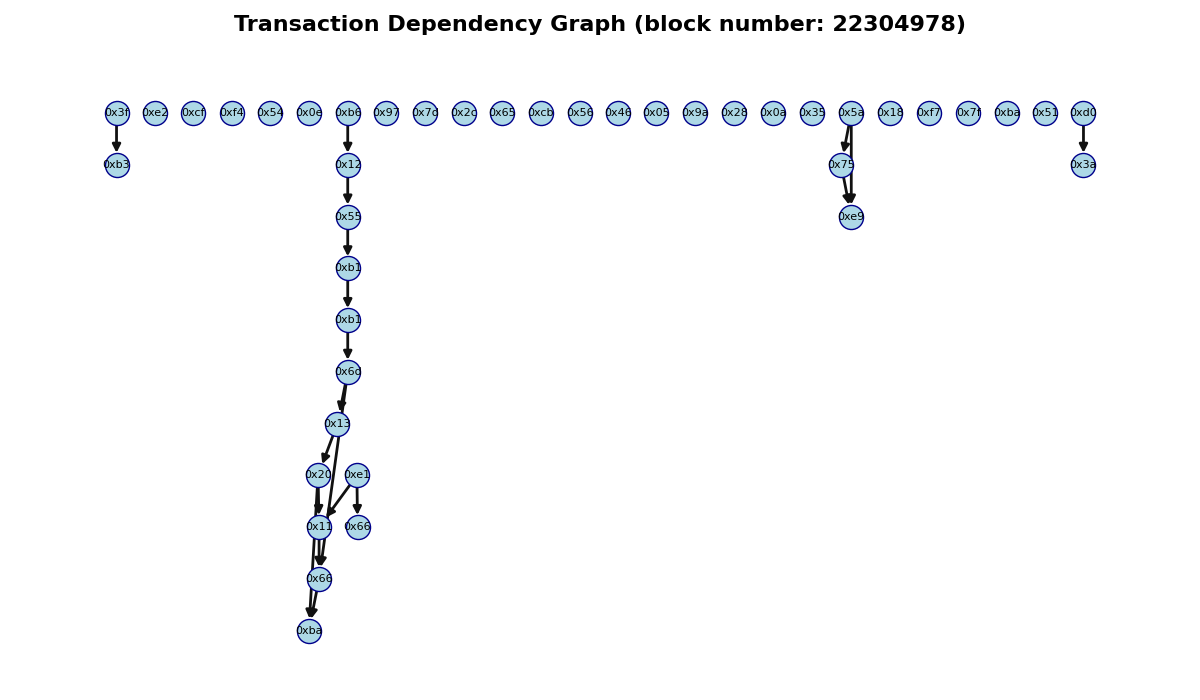 Transaction Dependency Graph (block number: 22304978)
0x3f 0xe2 0xcf 0xf4 0x54 0x0e 0xb6 0x97 0x7d 0x2c 0x65 0xcb 0x56 0x46 0x05 0x9a 0x28 0x0a 0x35 0x5a 0x18 0xf7 0x7f 0xba 0x51 0xd0
0xb3 0x12 0x75 0x3a
0x55 0xe9
0xb1
0xb1
0x6d
0x13
0x20 0xe1
0x11 0x66
0x66
0xba